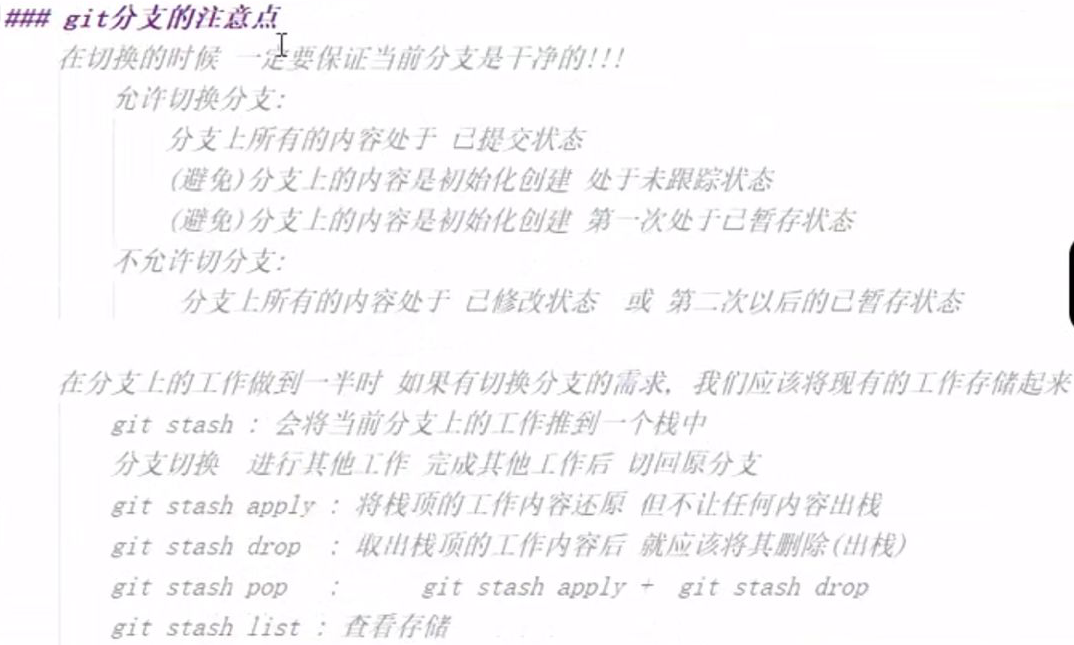 ### git分支的注意点
在切换的时候 一定要保证当前分支是干净的!!!
允许切换分支:
分支上所有的内容处于 已提交状态
(避免)分支上的内容是初始化创建 处于未跟踪状态
(避免)分支上的内容是初始化创建 第一次处于已暂存状态
不允许切分支:
分支上所有的内容处于 已修改状态 或 第二次以后的已暂存状态
在分支上的工作做到一半时 如果有切换分支的需求, 我们应该将现有的工作存储起来
git stash : 会将当前分支上的工作推到一个栈中
分支切换 进行其他工作 完成其他工作后 切回原分支
git stash apply : 将栈顶的工作内容还原 但不让任何内容出栈
git stash drop : 取出栈顶的工作内容后 就应该将其删除(出栈)
git stash pop : git stash apply + git stash drop
git stash list : 查看存储